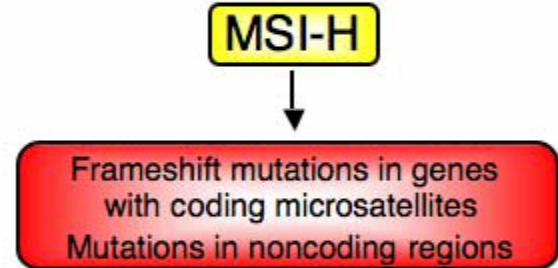 MSI-H
Frameshift mutations in genes
with coding microsatellites
Mutations in noncoding regions